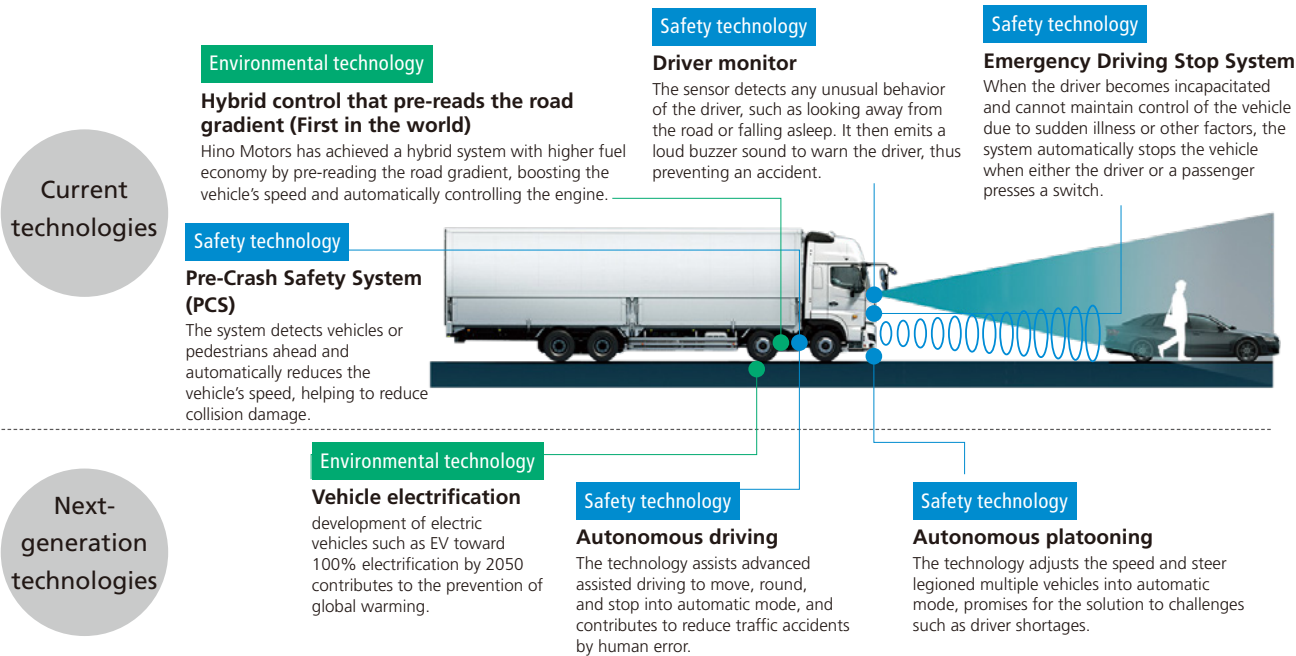 Current
technologies
Environmental technology
Hybrid control that pre-reads the road
gradient (First in the world)
Hino Motors has achieved a hybrid system with higher fuel
economy by pre-reading the road gradient, boosting the
vehicle's speed and automatically controlling the engine.
Safety technology
Driver monitor
The sensor detects any unusual behavior
of the driver, such as looking away from
the road or falling asleep. It then emits a
loud buzzer sound to warn the driver, thus
preventing an accident.
Safety technology
Emergency Driving Stop System
When the driver becomes incapacitated
and cannot maintain control of the vehicle
due to sudden illness or other factors, the
system automatically stops the vehicle
when either the driver or a passenger
presses a switch.
Safety technology
Pre-Crash Safety System
(PCS)
The system detects vehicles or
pedestrians ahead and
automatically reduces the
vehicle's speed, helping to reduce
collision damage.
Next-
generation
technologies
Environmental technology
Vehicle electrification
development of electric
vehicles such as EV toward
100% electrification by 2050
contributes to the prevention of
global warming.
Safety technology
Autonomous driving
The technology assists advanced
assisted driving to move, round,
and stop into automatic mode, and
contributes to reduce traffic accidents
by human error.
Safety technology
Autonomous platooning
The technology adjusts the speed and steer
legioned multiple vehicles into automatic
mode, promises for the solution to challenges
such as driver shortages.